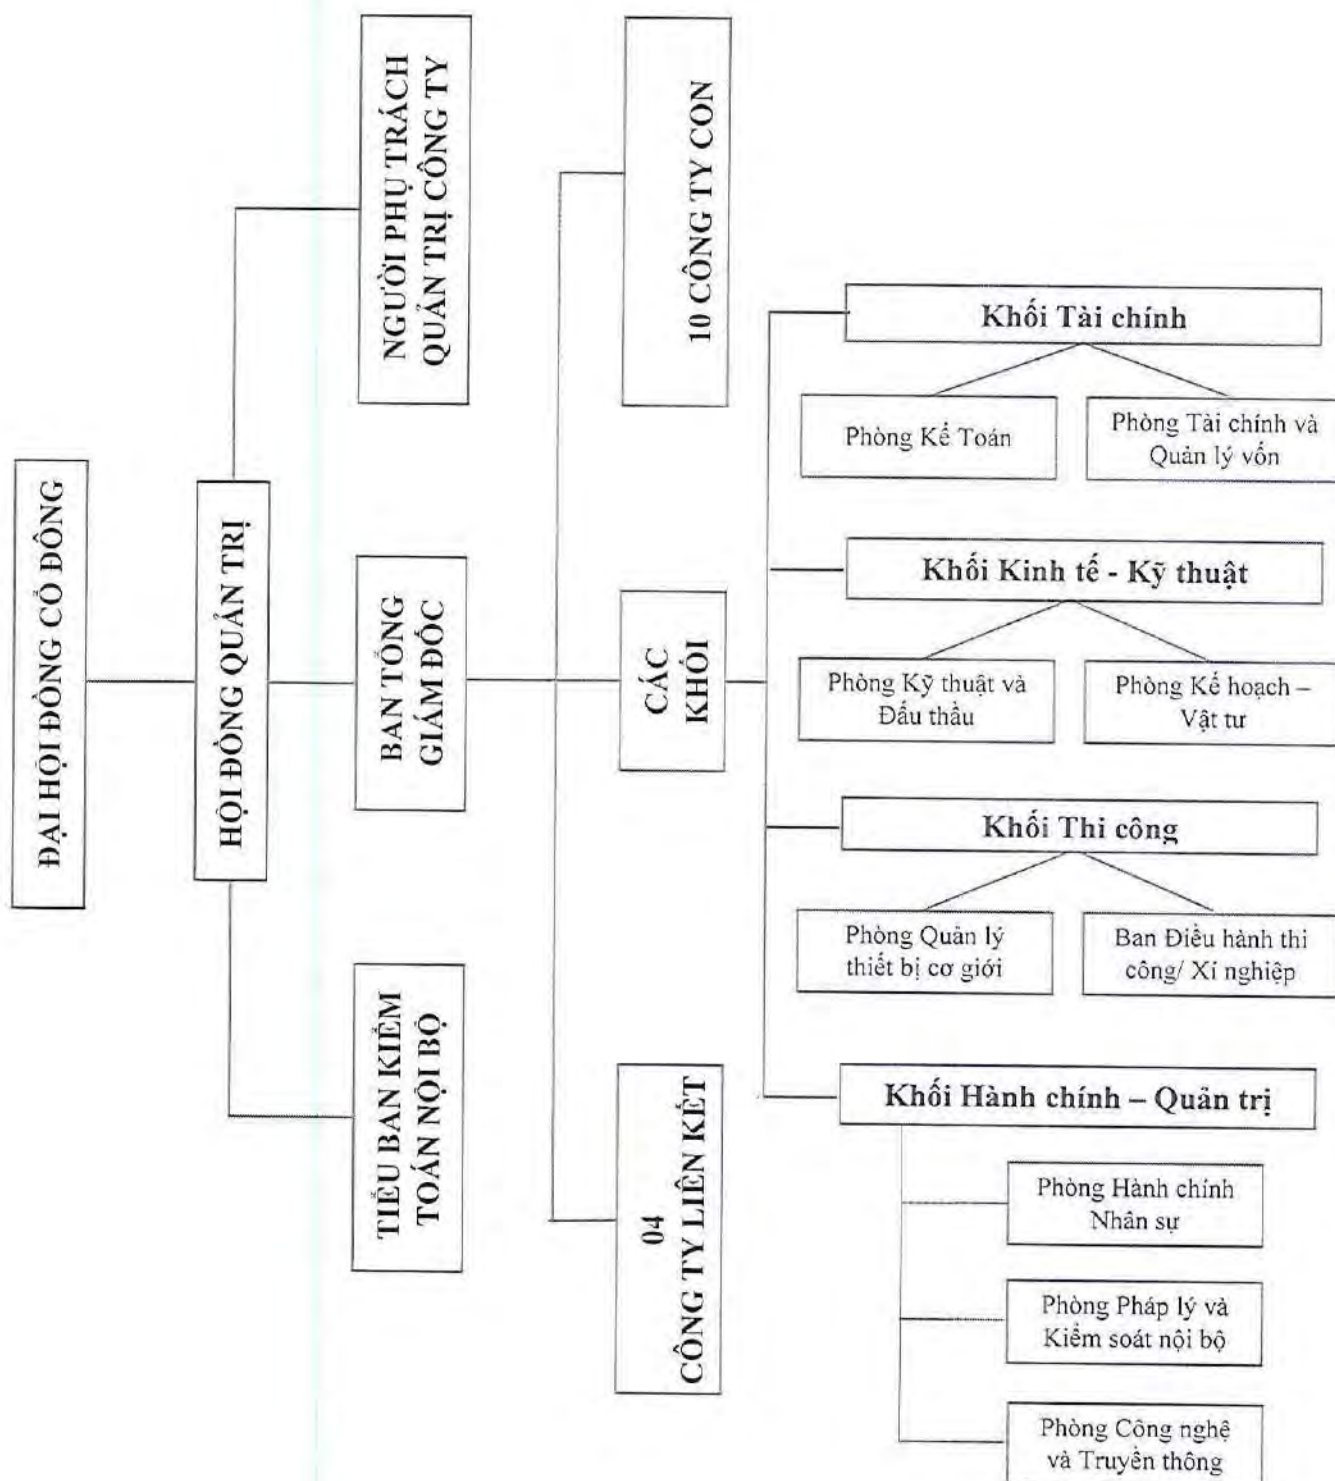 ĐẠI HỘI ĐỒNG CỔ ĐÔNG
HỘI ĐỒNG QUẢN TRỊ
TIỂU BAN KIỂM
TOÁN NỘI BỘ
BAN TỔNG
GIÁM ĐỐC
NGƯỜI PHỤ TRÁCH
QUẢN TRỊ CÔNG TY
04
CÔNG TY LIÊN KẾT
CÁC
KHỐI
10 CÔNG TY CON
Khối Tài chính
Phòng Kế Toán
Phòng Tài chính và
Quản lý vốn
Khối Kinh tế - Kỹ thuật
Phòng Kỹ thuật và
Đấu thầu
Phòng Kế hoạch –
Vật tư
Khối Thi công
Phòng Quản lý
thiết bị cơ giới
Ban Điều hành thi
công/ Xí nghiệp
Khối Hành chính – Quản trị
Phòng Hành chính
Nhân sự
Phòng Pháp lý và
Kiểm soát nội bộ
Phòng Công nghệ
và Truyền thông